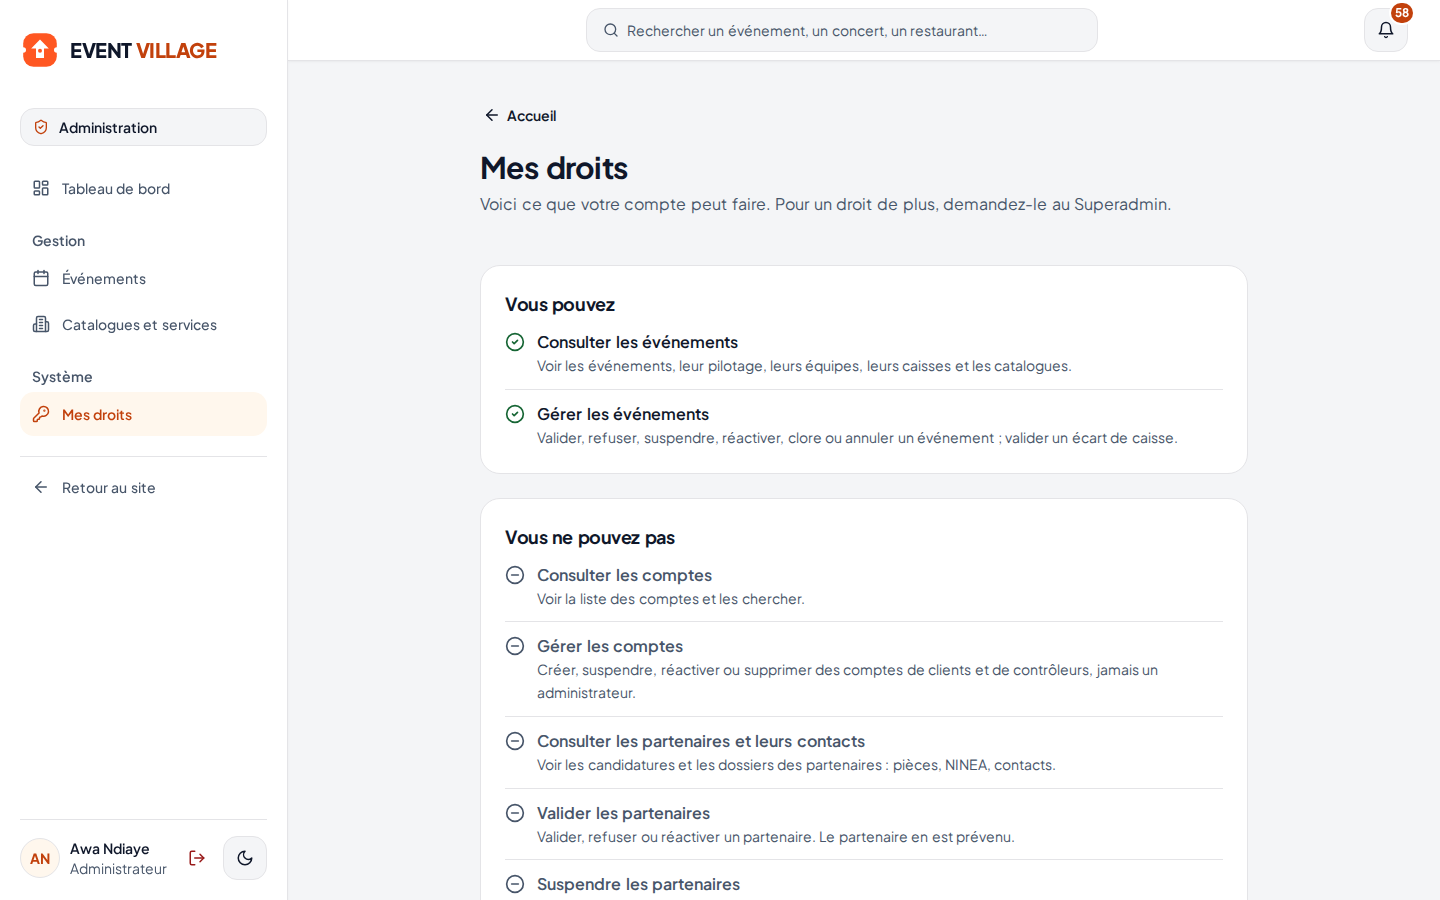 EVENT VILLAGE
Rechercher un événement, un concert, un restaurant...
58
Administration
Tableau de bord
Gestion
Événements
Catalogues et services
Système
Mes droits
Retour au site
AN
Awa Ndiaye
Administrateur
Accueil
Mes droits
Voici ce que votre compte peut faire. Pour un droit de plus, demandez-le au Superadmin.
Vous pouvez
Consulter les événements
Voir les événements, leur pilotage, leurs équipes, leurs caisses et les catalogues.
Gérer les événements
Valider, refuser, suspendre, réactiver, clore ou annuler un événement ; valider un écart de caisse.
Vous ne pouvez pas
Consulter les comptes
Voir la liste des comptes et les chercher.
Gérer les comptes
Créer, suspendre, réactiver ou supprimer des comptes de clients et de contrôleurs, jamais un
administrateur.
Consulter les partenaires et leurs contacts
Voir les candidatures et les dossiers des partenaires : pièces, NINEA, contacts.
Valider les partenaires
Valider, refuser ou réactiver un partenaire. Le partenaire en est prévenu.
Suspendre les partenaires